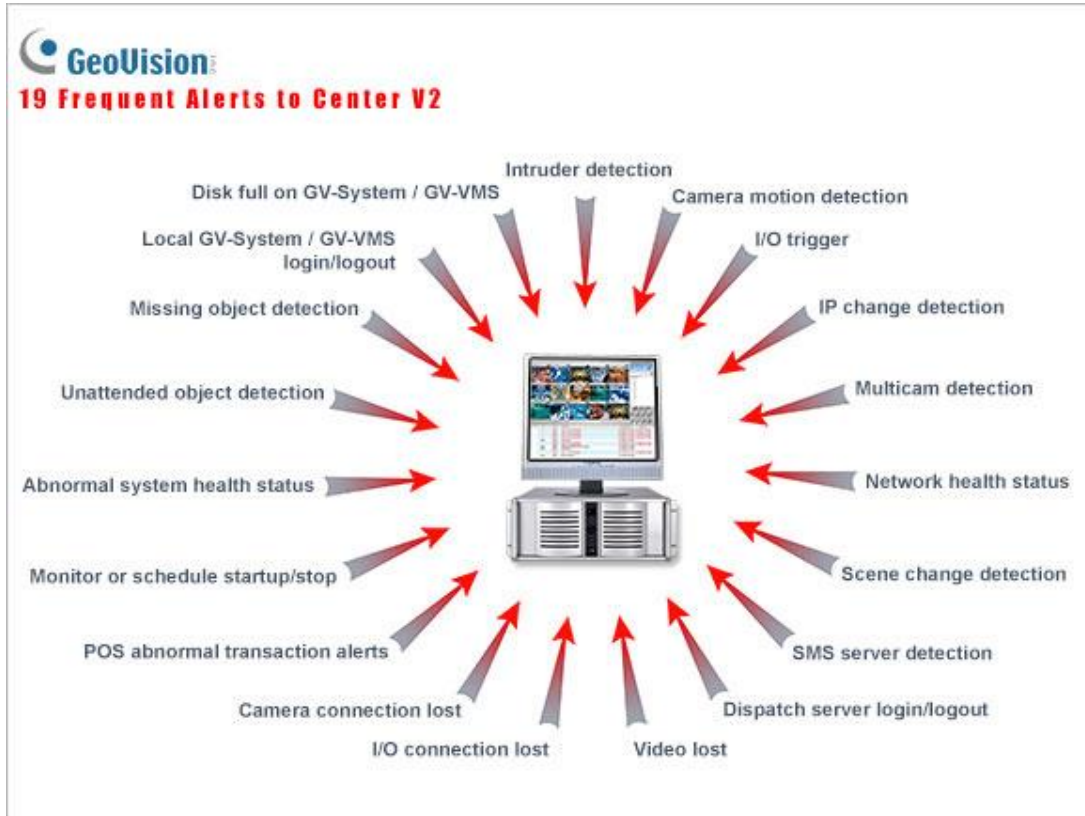 GeoVision
19 Frequent Alerts to Center V2
Intruder detection
Disk full on GV-System / GV-VMS
Camera motion detection
Local GV-System / GV-VMS
login/logout
I/O trigger
Missing object detection
IP change detection
Unattended object detection
Multicam detection
Abnormal system health status
Network health status
Monitor or schedule startup/stop
Scene change detection
POS abnormal transaction alerts
SMS server detection
Camera connection lost
Dispatch server login/logout
I/O connection lost
Video lost